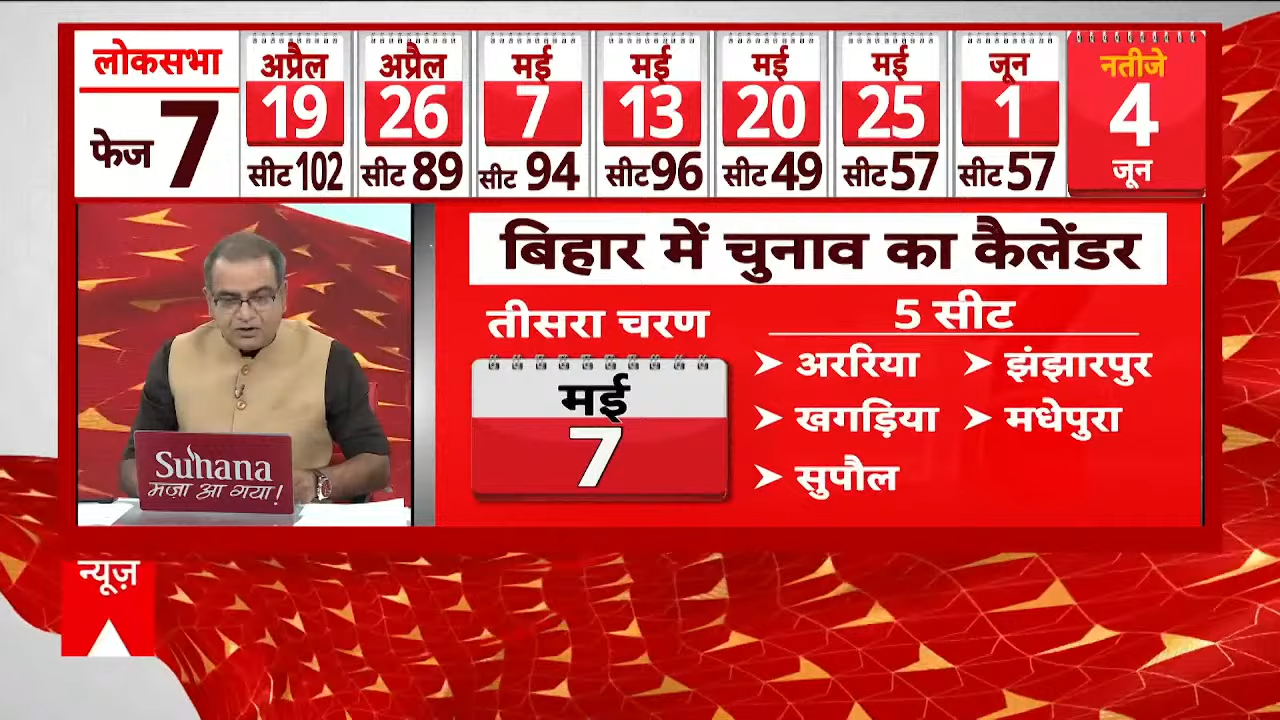 लोकसभा
फेज 7
अप्रैल
19
सीट 102
अप्रैल
26
सीट 89
मई
7
सीट 94
मई
13
सीट 96
मई
20
सीट 49
मई
25
सीट 57
जून
1
सीट 57
नतीजे
4
जून
बिहार में चुनाव का कैलेंडर
तीसरा चरण
मई
7
5 सीट
अररिया
झंझारपुर
खगड़िया
मधेपुरा
सुपौल
Suhana
मज़ा आ गया!
न्यूज़